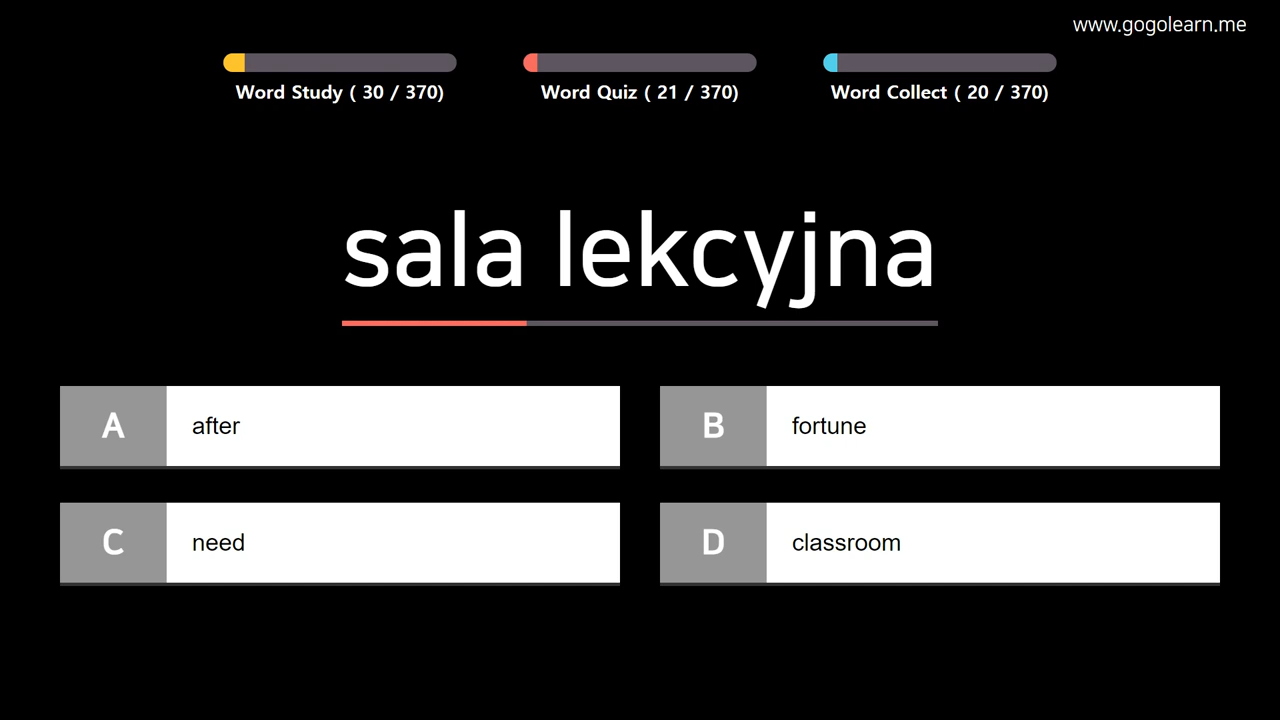 www.gogolearn.me
Word Study ( 30 / 370)
Word Quiz ( 21 / 370)
Word Collect ( 20 / 370)
sala lekcyjna
A after
B fortune
C need
D classroom